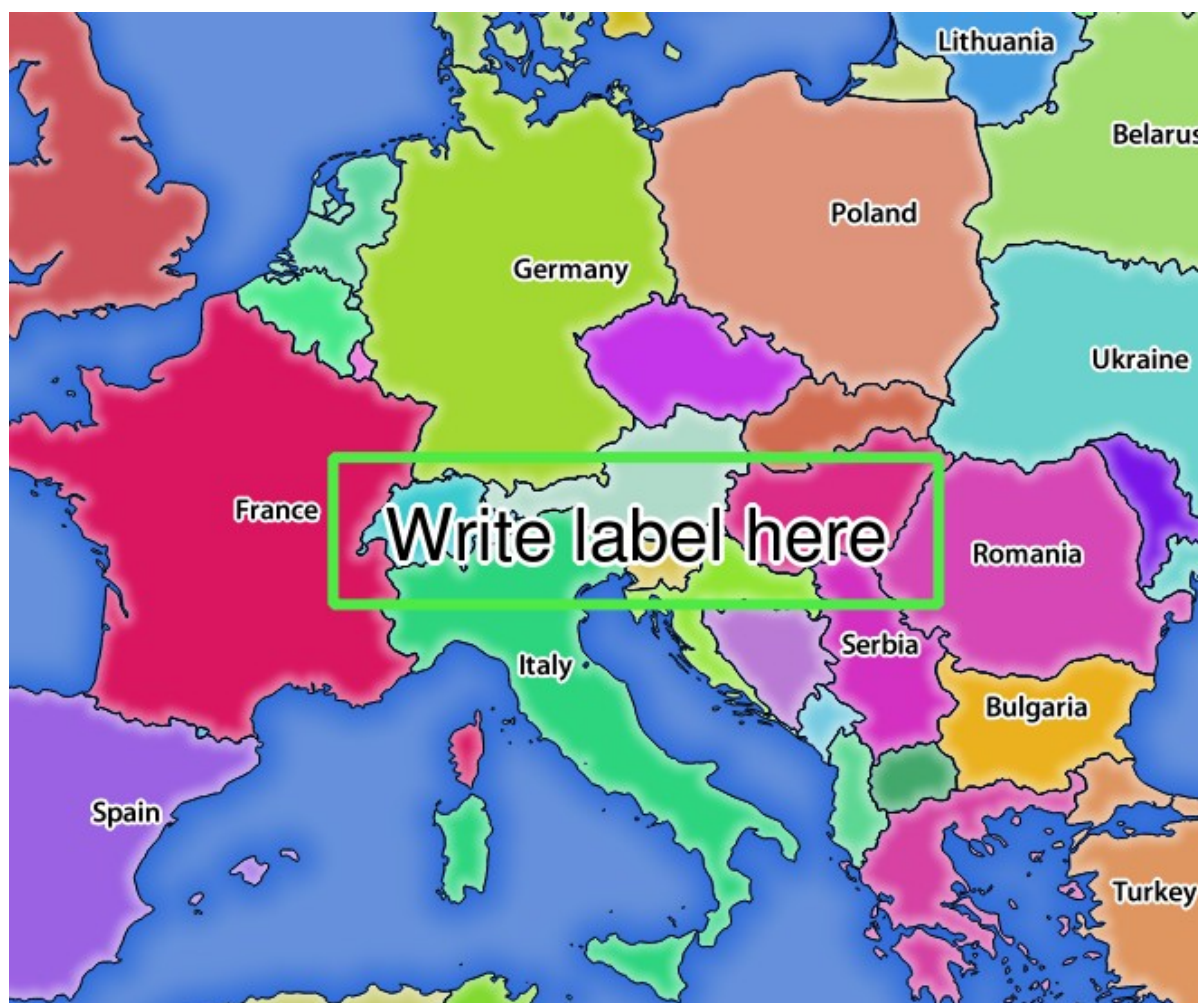 Lithuania
Belarus
Poland
Germany
Ukraine
France
Write label here
Romania
Serbia
Italy
Bulgaria
Spain
Turkey